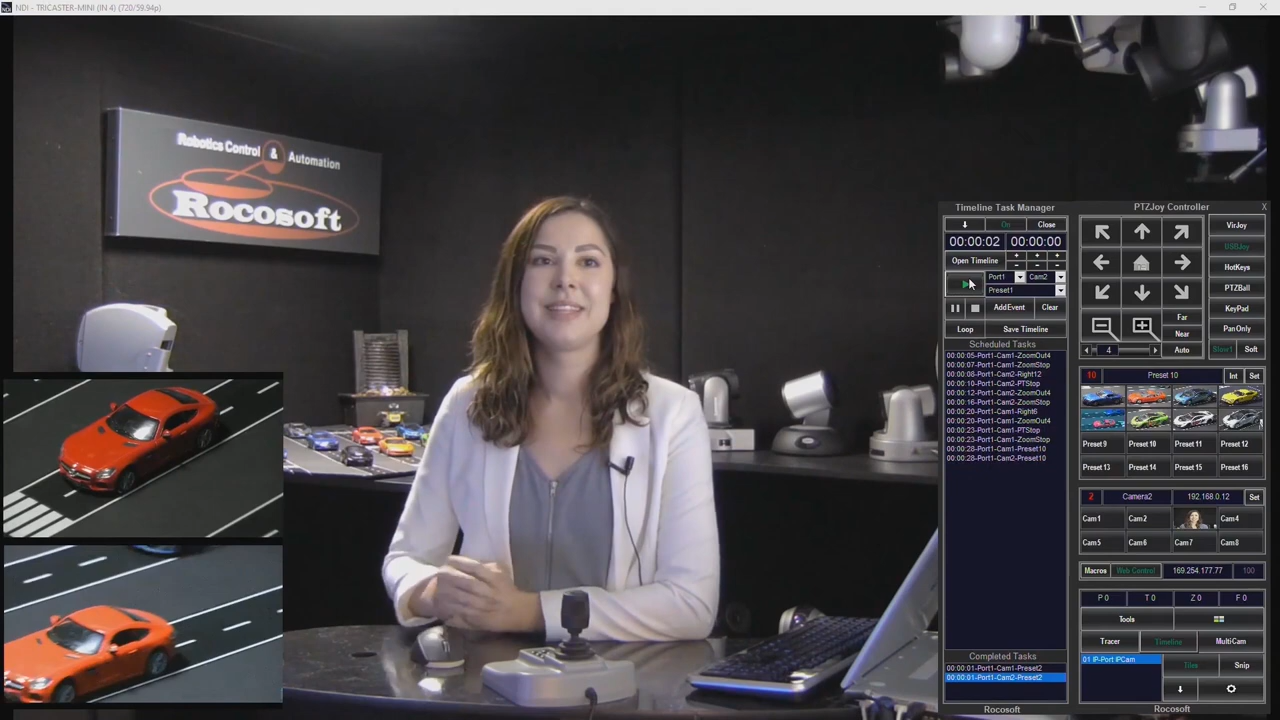 NDI - TRICASTER-MINI (IN 4) (720/59.94p)
Robotics Control & Automation
Rocosoft
Timeline Task Manager
On
Close
00:00:02
00:00:00
Open Timeline
+ + +
- - -
Port1
Cam2
Preset1
AddEvent
Clear
Loop
Save Timeline
Scheduled Tasks
00:00:05-Port1-Cam1-ZoomOut4
00:00:07-Port1-Cam1-ZoomStop
00:00:08-Port1-Cam2-Right12
00:00:10-Port1-Cam2-PTStop
00:00:12-Port1-Cam2-ZoomOut4
00:00:16-Port1-Cam2-ZoomStop
00:00:20-Port1-Cam1-Right6
00:00:20-Port1-Cam1-ZoomOut4
00:00:23-Port1-Cam1-PTStop
00:00:23-Port1-Cam1-ZoomStop
00:00:28-Port1-Cam1-Preset10
00:00:28-Port1-Cam2-Preset10
Completed Tasks
00:00:01-Port1-Cam1-Preset2
00:00:01-Port1-Cam2-Preset2
Rocosoft
PTZJoy Controller
X
VirJoy
USBJoy
HotKeys
PTZBall
KeyPad
PanOnly
Far
Near
4
Auto
Soft
10
Preset 10
Int
Set
Preset 9
Preset 10
Preset 11
Preset 12
Preset 13
Preset 14
Preset 15
Preset 16
2
Camera2
192.168.0.12
Set
Cam1
Cam2
Cam4
Cam5
Cam6
Cam7
Cam8
Macros
Web Control
169.254.177.77
100
P 0
T 0
Z 0
F 0
Tools
Tracer
Timeline
MultiCam
01 IP-Port IPCam
Tiles
Snip
Rocosoft